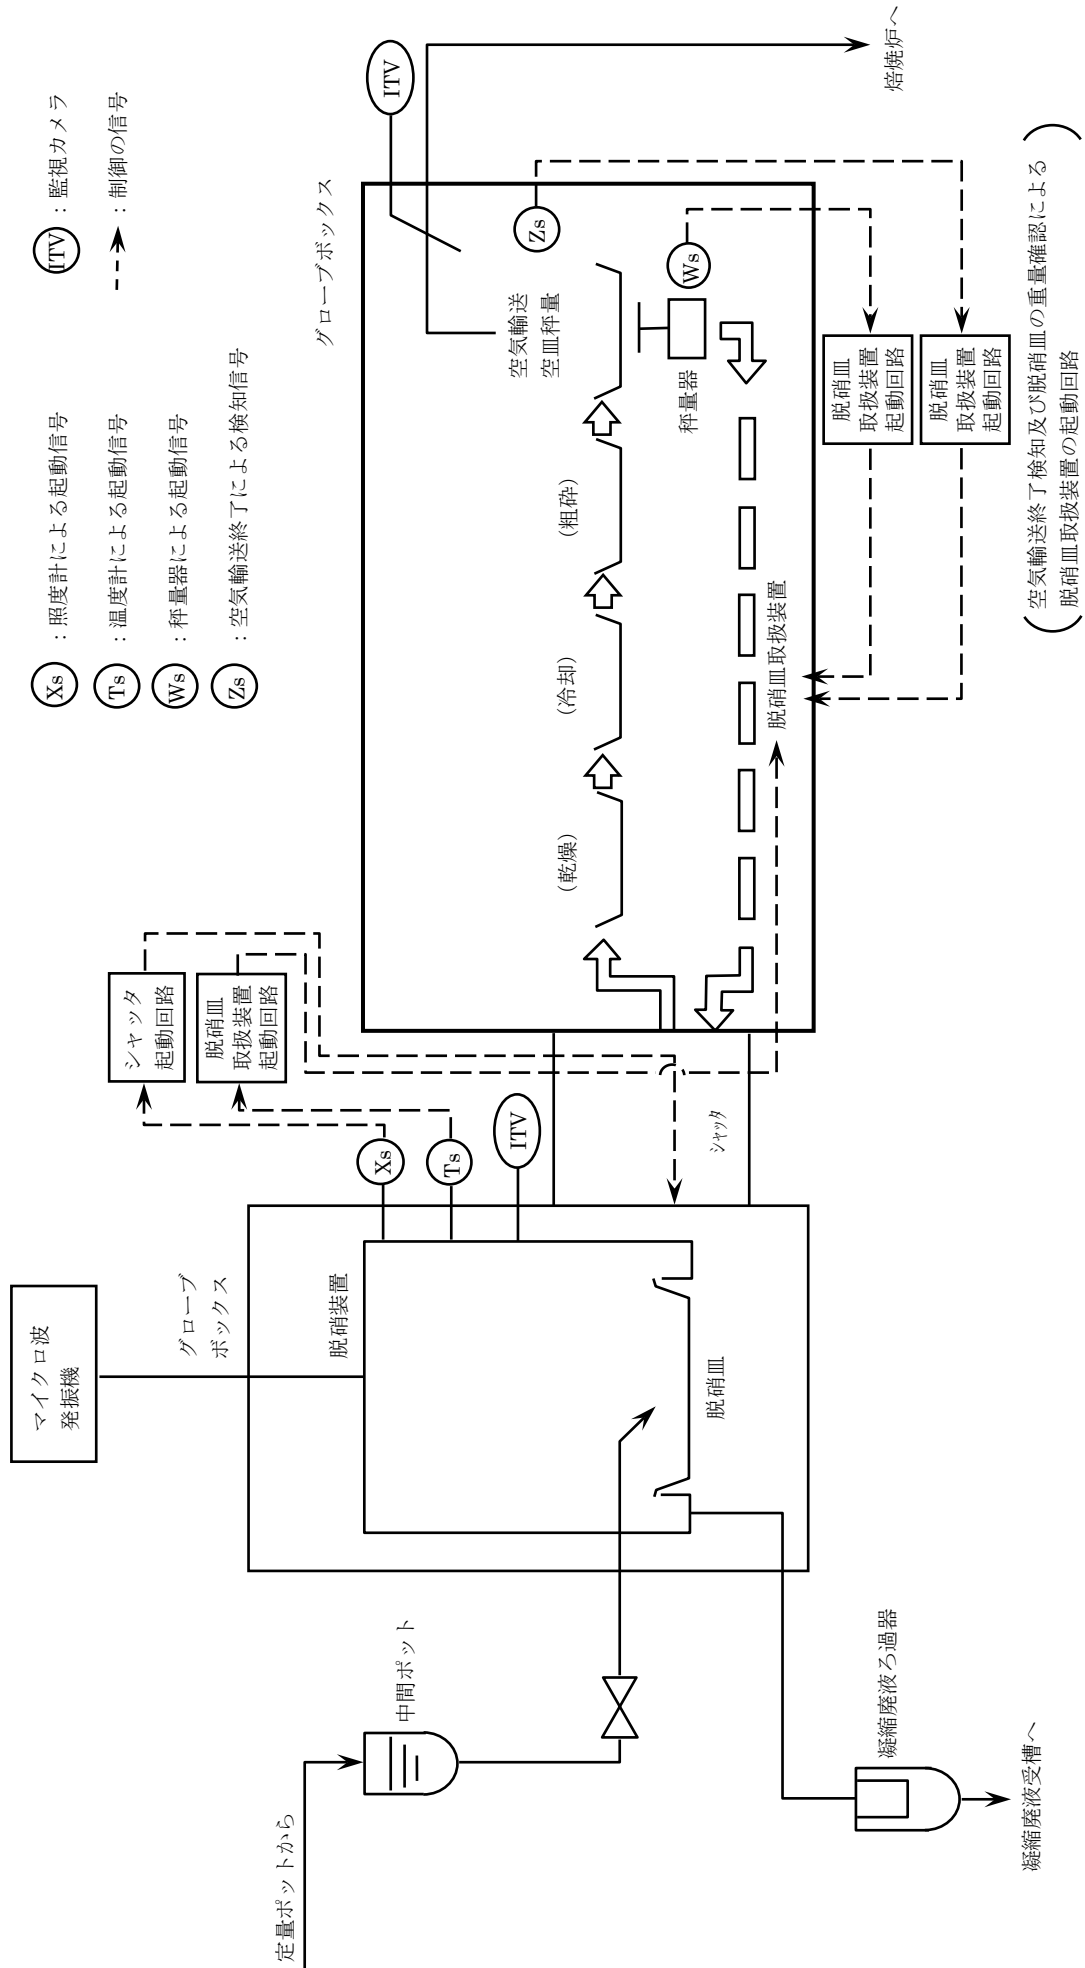 Xs：照度計による起動信号
Ts：温度計による起動信号
Ws：秤量器による起動信号
Zs：空気輸送終了による検知信号
ITV：監視カメラ
：制御の信号
マイクロ波
発振機
グローブ
ボックス
脱硝装置
脱硝皿
定量ポットから
中間ポット
凝縮廃液ろ過器
凝縮廃液受槽へ
シャッタ
起動回路
脱硝皿
取扱装置
起動回路
Xs
Ts
ITV
シャッタ
グローブボックス
(乾燥)
(冷却)
(粗砕)
空気輸送
空皿秤量
秤量器
脱硝皿取扱装置
ITV
Zs
Ws
焙焼炉へ
脱硝皿
取扱装置
起動回路
脱硝皿
取扱装置
起動回路
(空気輸送終了検知及び脱硝皿の重量確認による
脱硝皿取扱装置の起動回路)